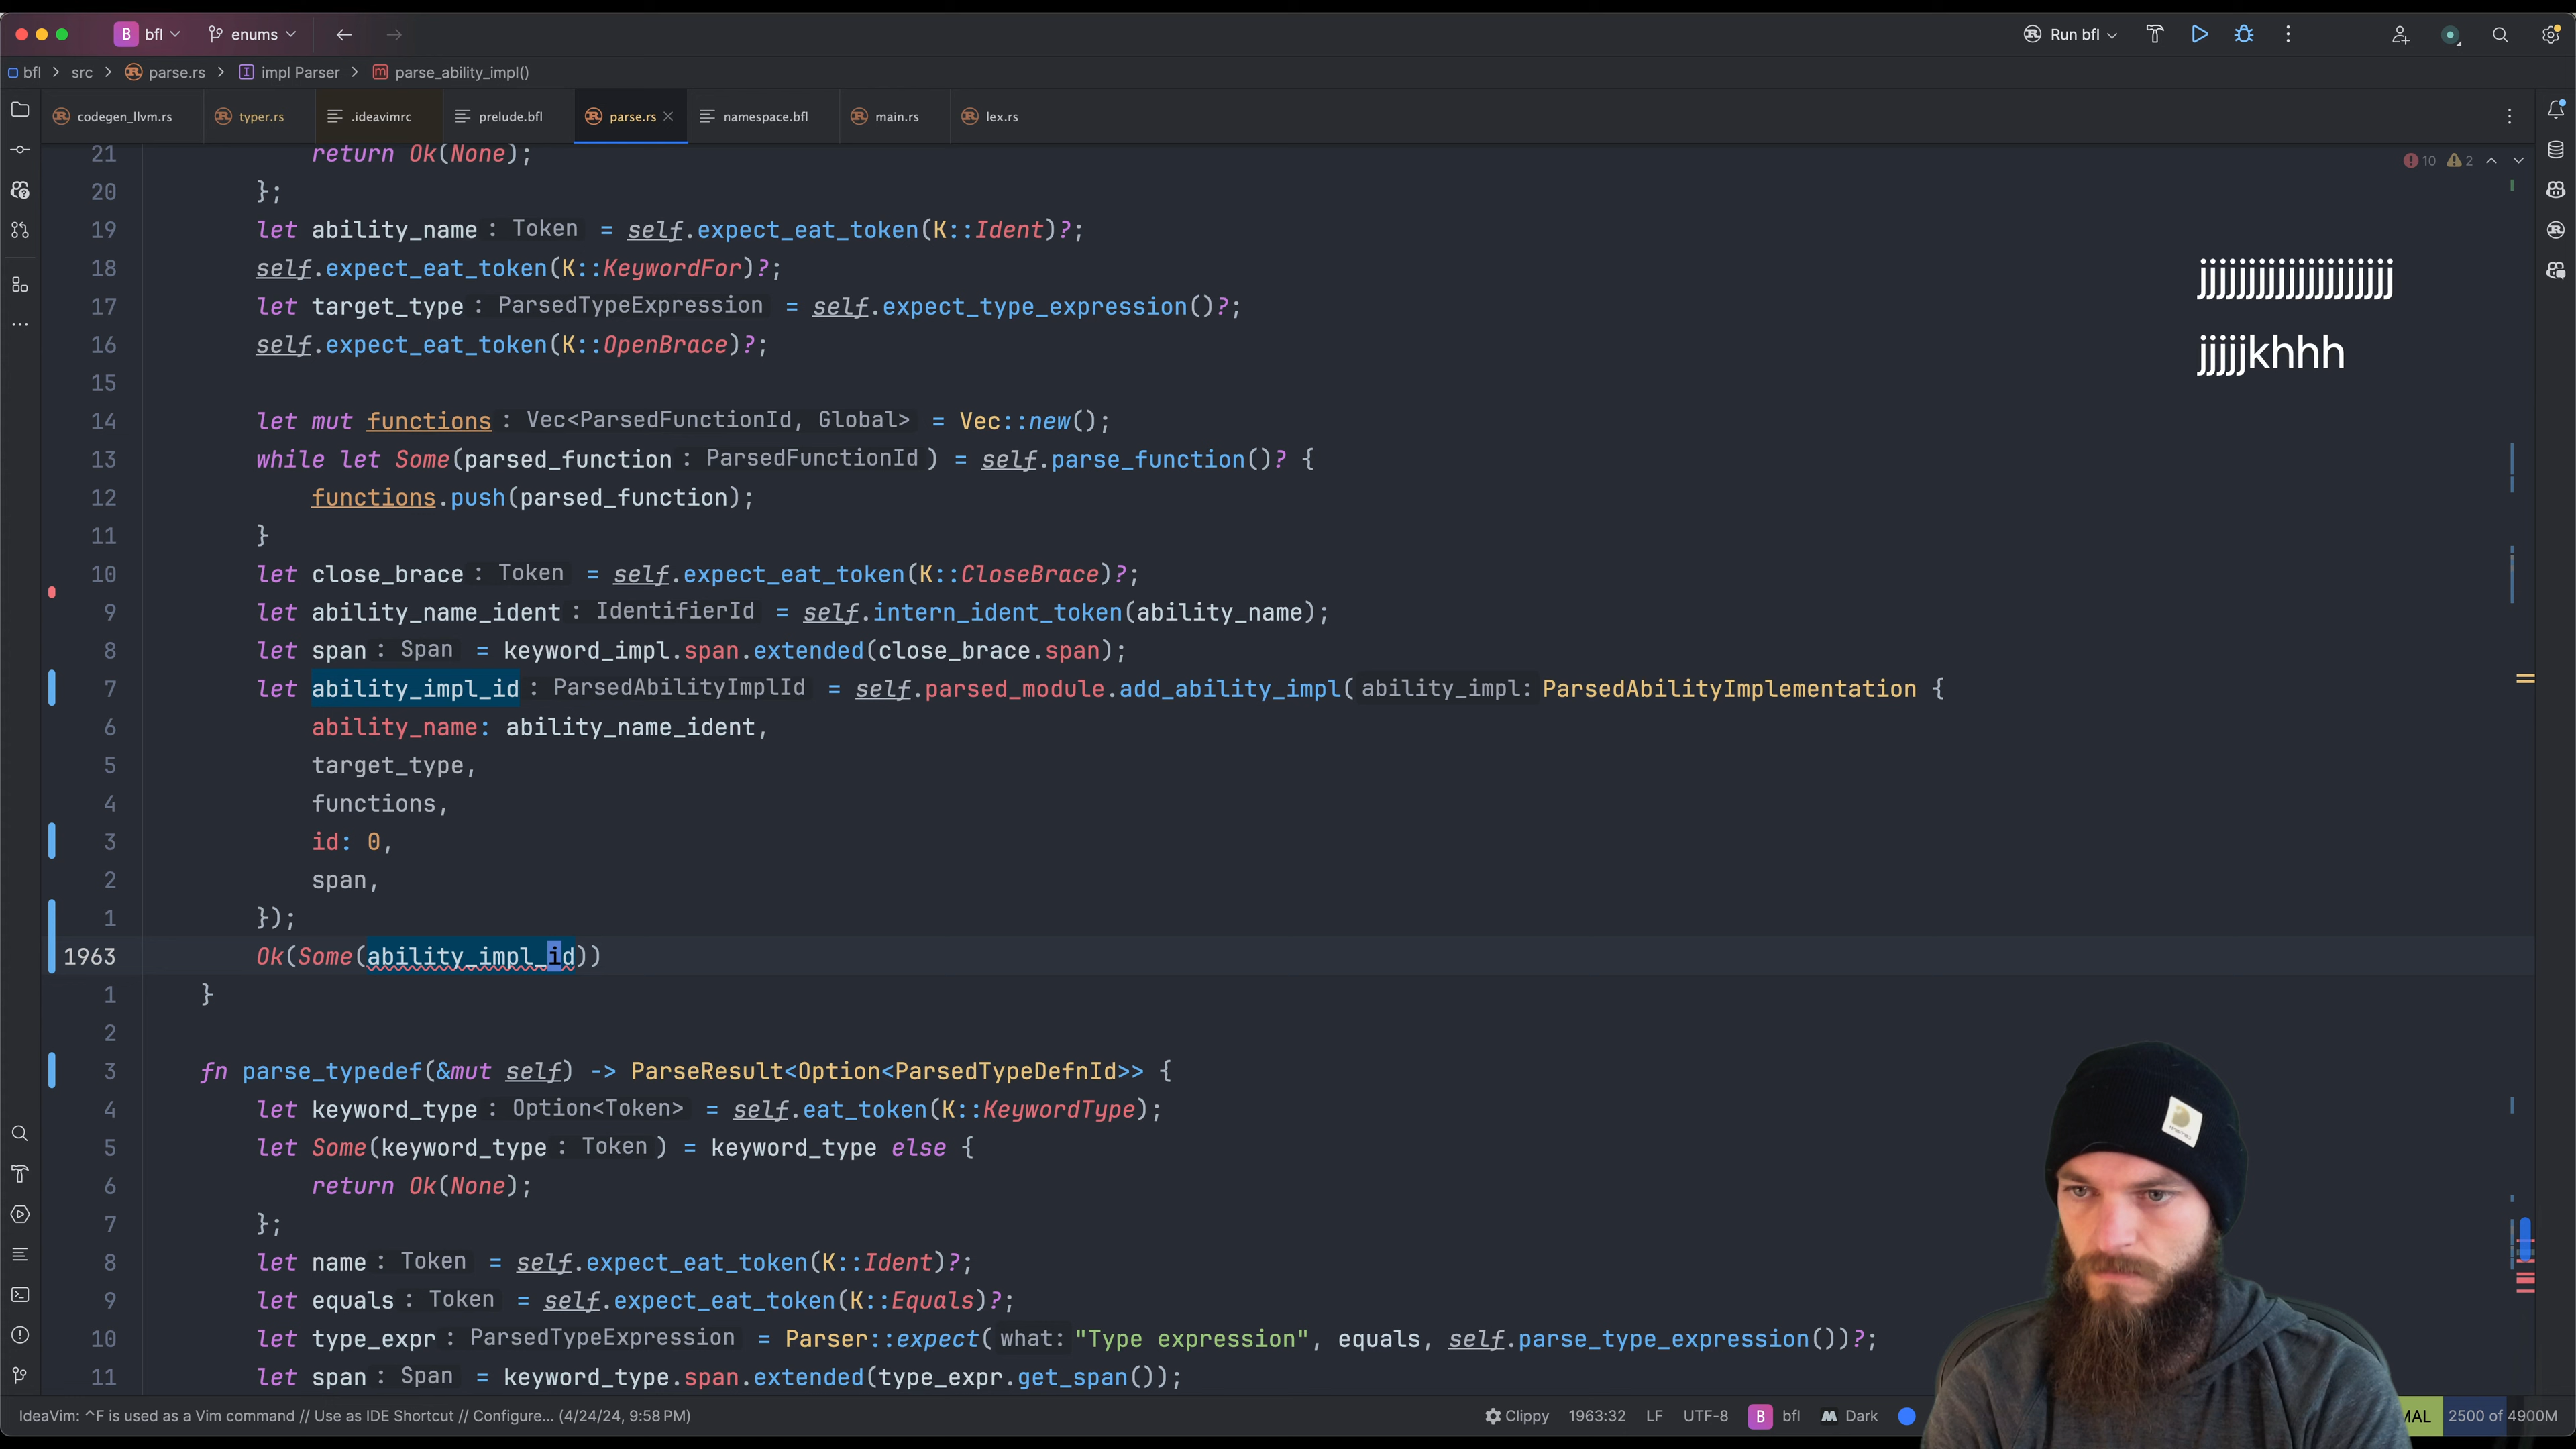 B bfl enums Run bfl
bfl > src > parse.rs > impl Parser > parse_ability_impl()
codegen_llvm.rs typer.rs .ideavimrc prelude.bfl parse.rs namespace.bfl main.rs lex.rs
10 2
21 return Ok(None);
20 };
19 let ability_name: Token = self.expect_eat_token(K::Ident)?;
18 self.expect_eat_token(K::KeywordFor)?;
17 let target_type: ParsedTypeExpression = self.expect_type_expression()?;
16 self.expect_eat_token(K::OpenBrace)?;
15
14 let mut functions: Vec<ParsedFunctionId, Global> = Vec::new();
13 while let Some(parsed_function: ParsedFunctionId) = self.parse_function()? {
12 functions.push(parsed_function);
11 }
10 let close_brace: Token = self.expect_eat_token(K::CloseBrace)?;
9 let ability_name_ident: IdentifierId = self.intern_ident_token(ability_name);
8 let span: Span = keyword_impl.span.extended(close_brace.span);
7 let ability_impl_id: ParsedAbilityImplId = self.parsed_module.add_ability_impl(ability_impl: ParsedAbilityImplementation {
6 ability_name: ability_name_ident,
5 target_type,
4 functions,
3 id: 0,
2 span,
1 });
1963 Ok(Some(ability_impl_id))
1 }
2
3 fn parse_typedef(&mut self) -> ParseResult<Option<ParsedTypeDefnId>> {
4 let keyword_type: Option<Token> = self.eat_token(K::KeywordType);
5 let Some(keyword_type: Token) = keyword_type else {
6 return Ok(None);
7 };
8 let name: Token = self.expect_eat_token(K::Ident)?;
9 let equals: Token = self.expect_eat_token(K::Equals)?;
10 let type_expr: ParsedTypeExpression = Parser::expect(what: "Type expression", equals, self.parse_type_expression())?;
11 let span: Span = keyword_type.span.extended(type_expr.get_span());
jjjjjjjjjjjjjjjjjjjj
jjjjjkhhh
IdeaVim: ^F is used as a Vim command // Use as IDE Shortcut // Configure... (4/24/24, 9:58 PM) Clippy 1963:32 LF UTF-8 B bfl Dark MAL 2500 of 4900M